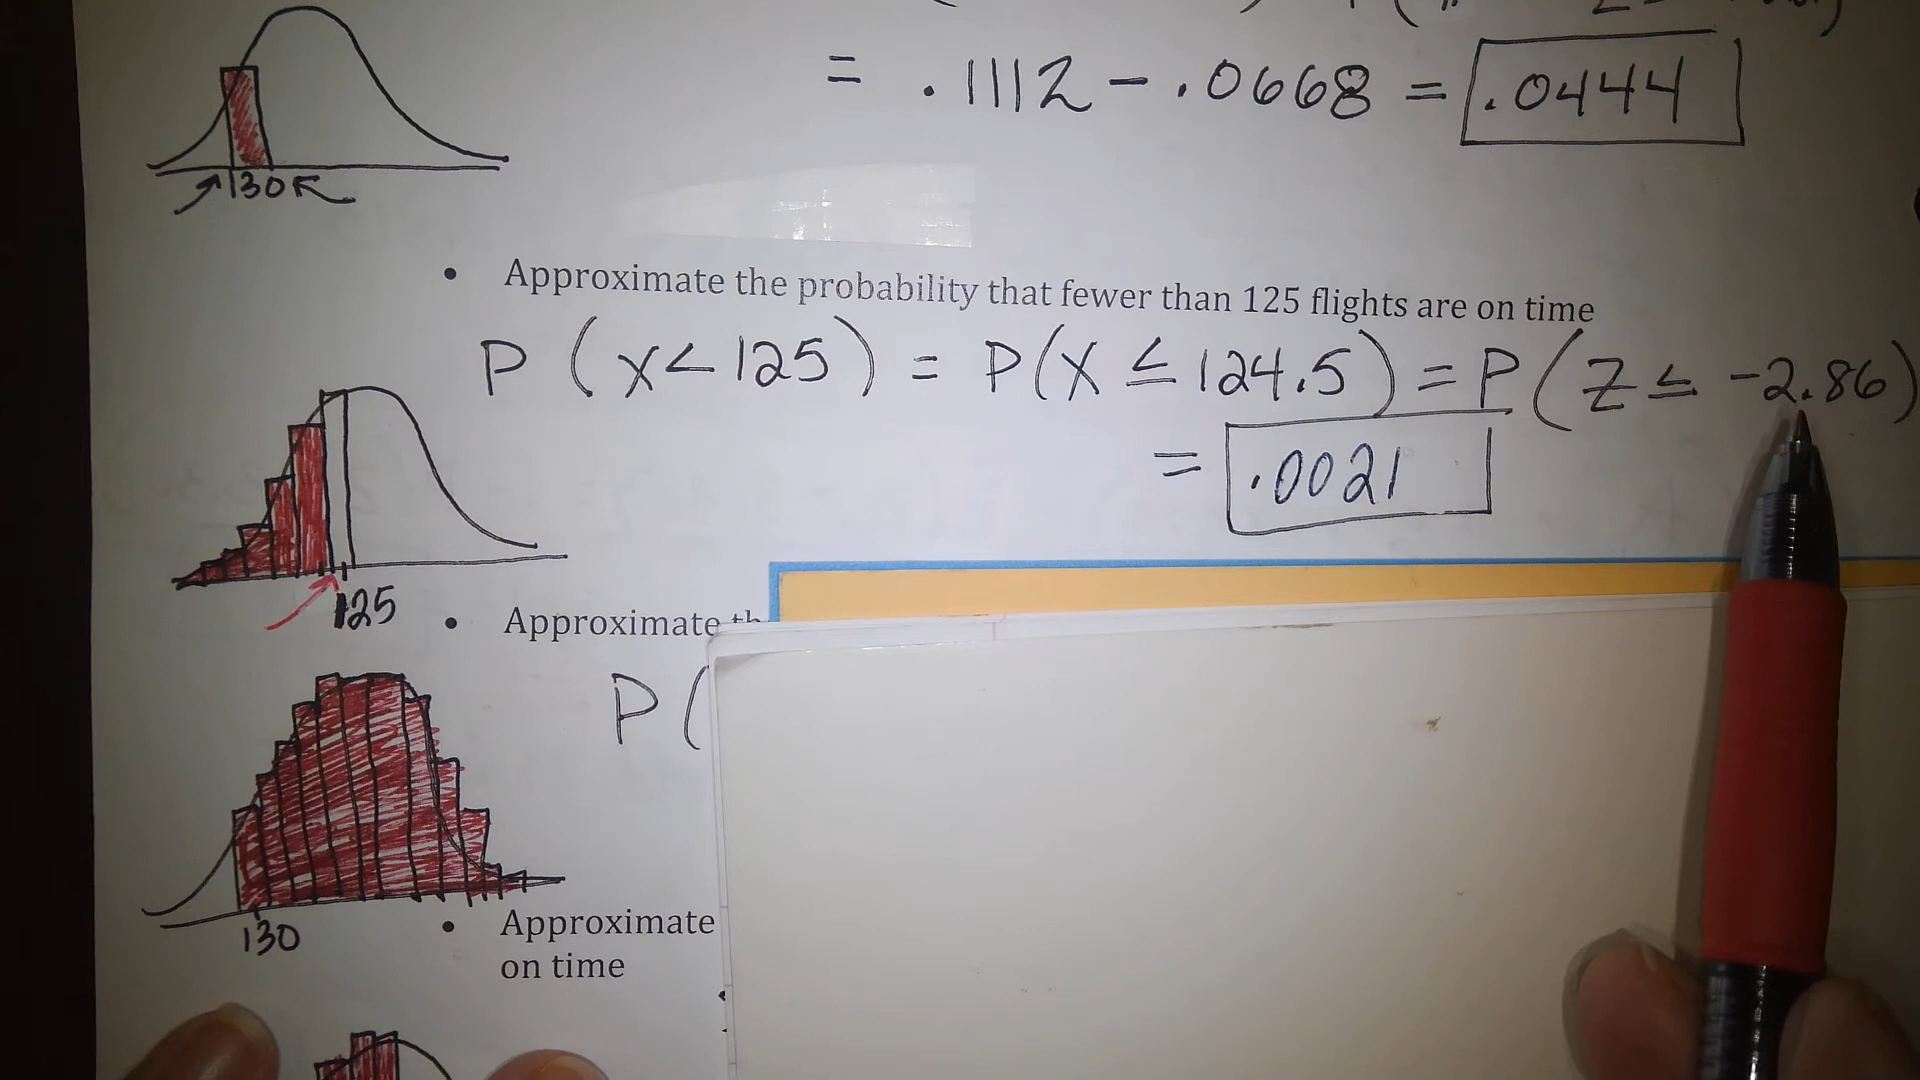 = .1112 - .0668 = .0444
130
• Approximate the probability that fewer than 125 flights are on time
P(X<125) = P(X ≤ 124.5) = P(Z ≤ -2.86)
= .0021
125
• Approximate
P(
130
• Approximate
on time